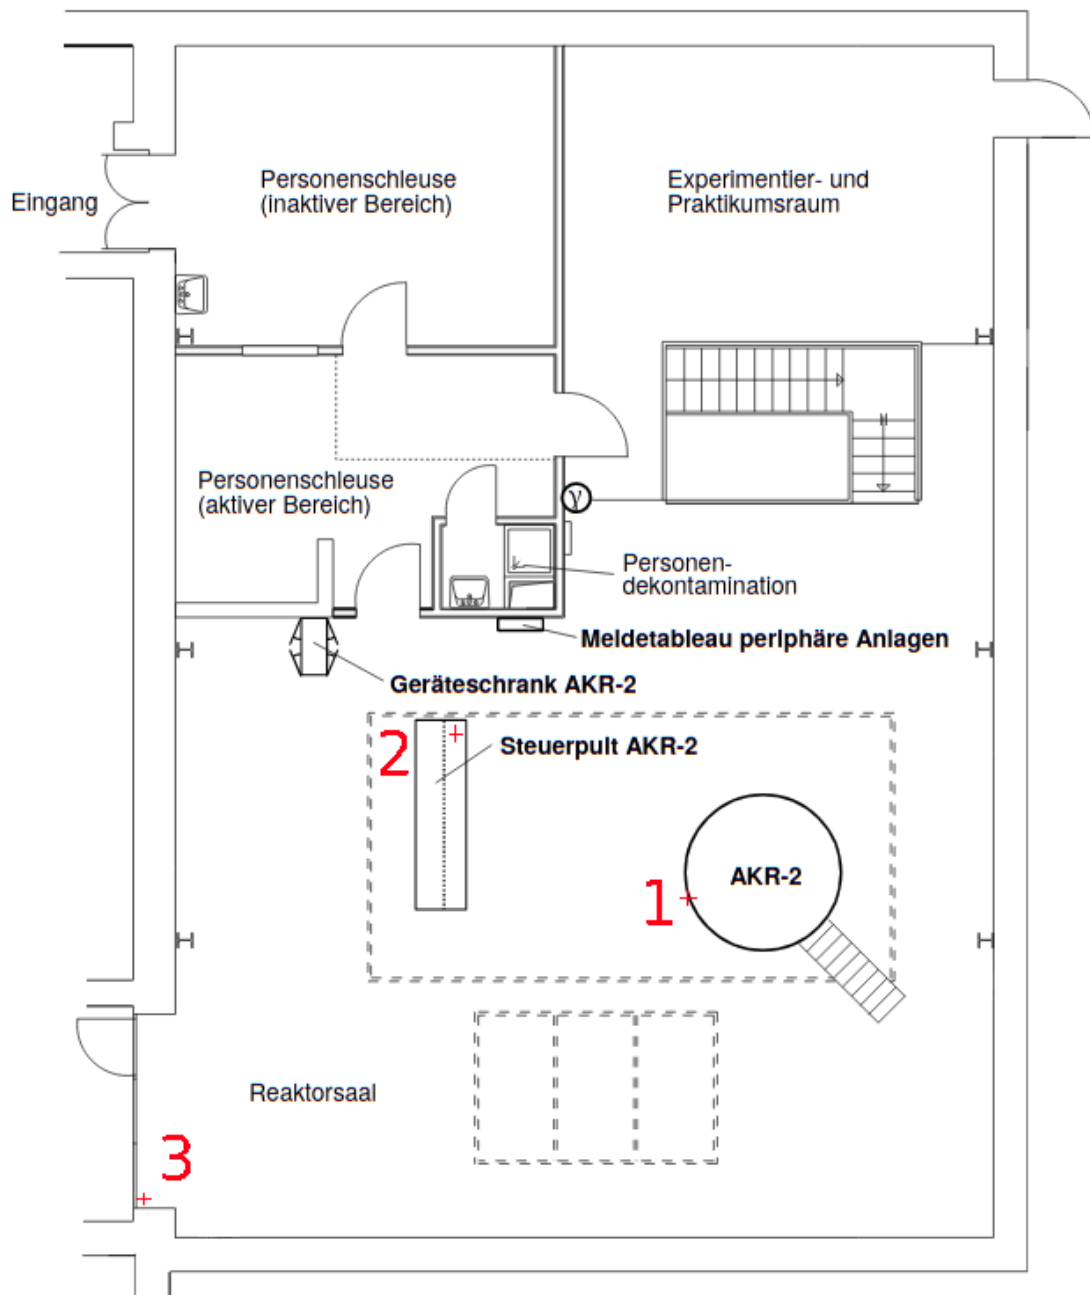 Personenschleuse
(inaktiver Bereich)
Experimentier- und
Praktikumsraum
Eingang
Personenschleuse
(aktiver Bereich)
γ
Personen-
dekontamination
Meldetableau periphäre Anlagen
Geräteschrank AKR-2
2
Steuerpult AKR-2
1
AKR-2
Reaktorsaal
3